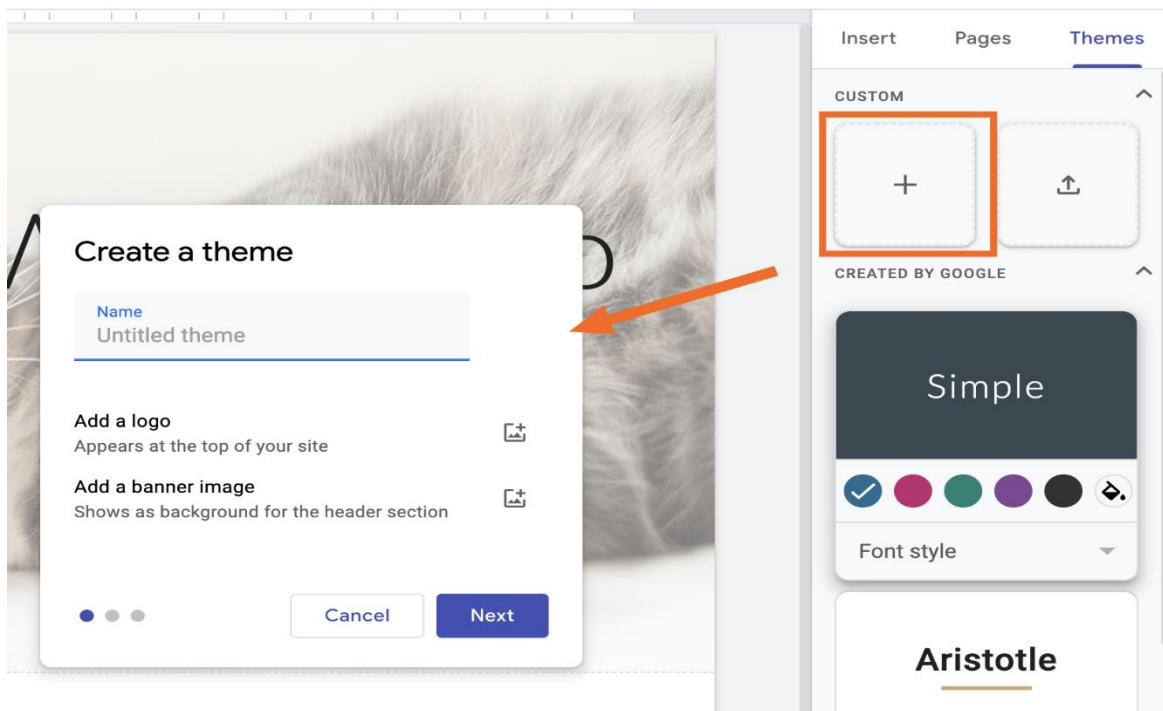 Insert Pages Themes
CUSTOM
CREATED BY GOOGLE
Simple
Font style
Aristotle
Create a theme
Name
Untitled theme
Add a logo
Appears at the top of your site
Add a banner image
Shows as background for the header section
Cancel Next